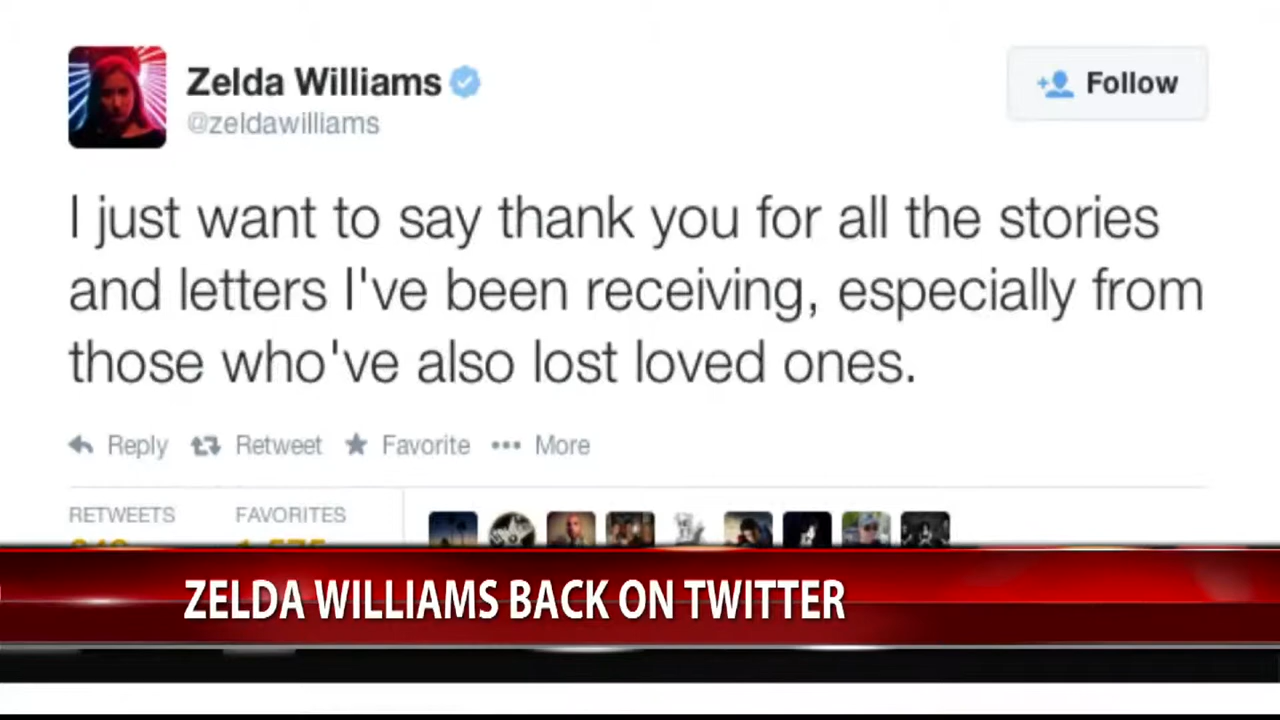 Zelda Williams
@zeldawilliams
Follow
I just want to say thank you for all the stories
and letters I've been receiving, especially from
those who've also lost loved ones.
Reply Retweet Favorite More
RETWEETS FAVORITES
ZELDA WILLIAMS BACK ON TWITTER